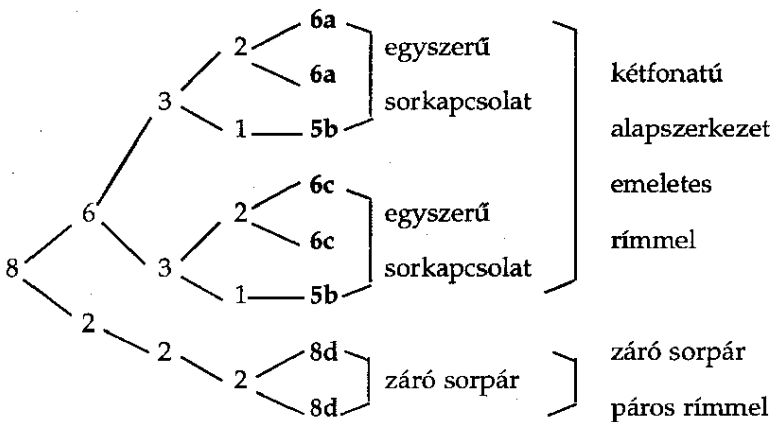 6a
2 egyszerű
6a kétfonatú
3 sorkapcsolat
1 5b alapszerkezet
6c emeletes
6 2 egyszerű
6c rímmel
8 3 sorkapcsolat
1 5b
2
2 8d záró sorpár
2 záró sorpár
8d páros rímmel